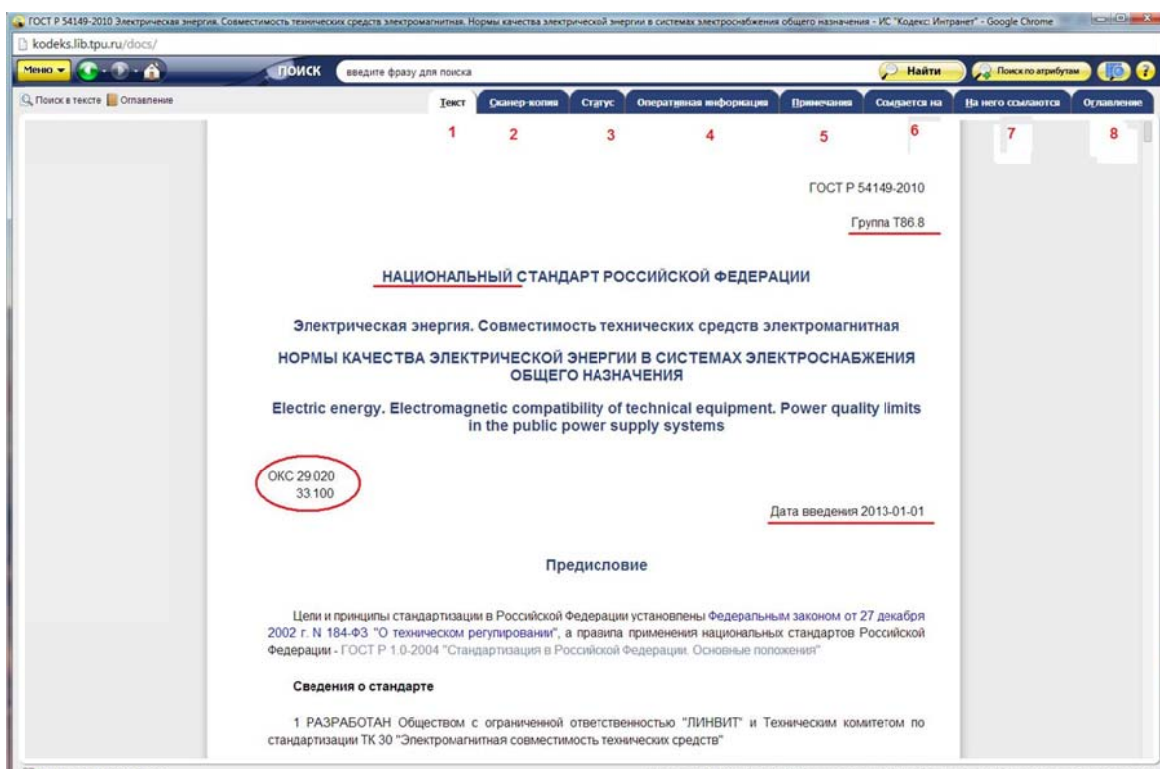 ГОСТ Р 54149-2010 Электрическая энергия. Совместимость технических средств электромагнитная. Нормы качества электрической энергии в системах электроснабжения общего назначения - ИС "Кодекс: Интранет" - Google Chrome
kodeks.lib.tpu.ru/docs/
Меню ПОИСК введите фразу для поиска Найти Поиск по атрибутам ?
Поиск в тексте Оглавление Текст Сканер-копия Статус Оперативная информация Примечания Ссылается на На него ссылаются Оглавление
1 2 3 4 5 6 7 8
ГОСТ Р 54149-2010
Группа Т86.8
НАЦИОНАЛЬНЫЙ СТАНДАРТ РОССИЙСКОЙ ФЕДЕРАЦИИ
Электрическая энергия. Совместимость технических средств электромагнитная
НОРМЫ КАЧЕСТВА ЭЛЕКТРИЧЕСКОЙ ЭНЕРГИИ В СИСТЕМАХ ЭЛЕКТРОСНАБЖЕНИЯ
ОБЩЕГО НАЗНАЧЕНИЯ
Electric energy. Electromagnetic compatibility of technical equipment. Power quality limits
in the public power supply systems
ОКС 29.020
33.100
Дата введения 2013-01-01
Предисловие
Цели и принципы стандартизации в Российской Федерации установлены Федеральным законом от 27 декабря
2002 г. N 184-ФЗ "О техническом регулировании", а правила применения национальных стандартов Российской
Федерации - ГОСТ Р 1.0-2004 "Стандартизация в Российской Федерации. Основные положения"
Сведения о стандарте
1 РАЗРАБОТАН Обществом с ограниченной ответственностью "ЛИНВИТ" и Техническим комитетом по
стандартизации ТК 30 "Электромагнитная совместимость технических средств"